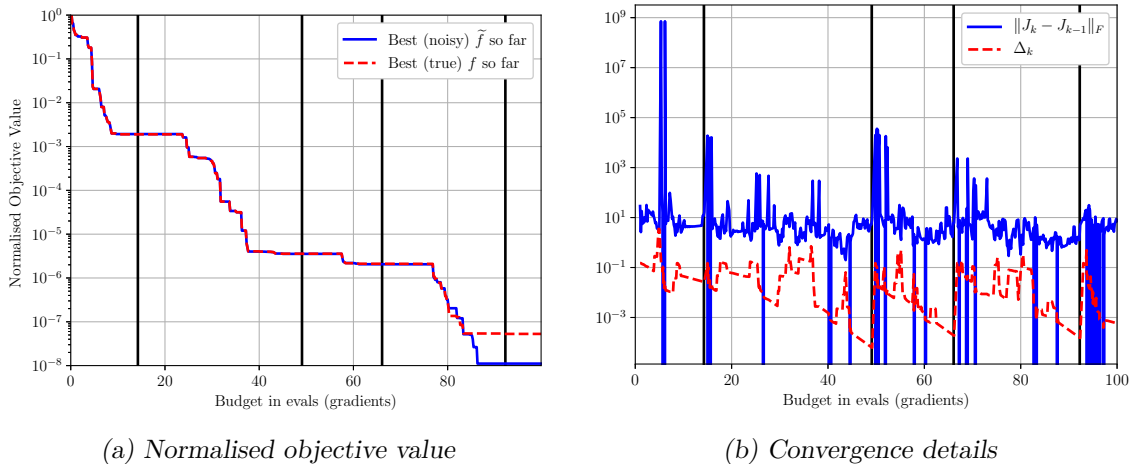 10^0
10^{-1}
10^{-2}
10^{-3}
10^{-4}
10^{-5}
10^{-6}
10^{-7}
10^{-8}
Normalised Objective Value
0 20 40 60 80
Budget in evals (gradients)
Best (noisy) \widetilde{f} so far
Best (true) f so far
(a) Normalised objective value
10^9
10^7
10^5
10^3
10^1
10^{-1}
10^{-3}
0 20 40 60 80 100
Budget in evals (gradients)
‖J_k − J_{k−1}‖_F
Δ_k
(b) Convergence details